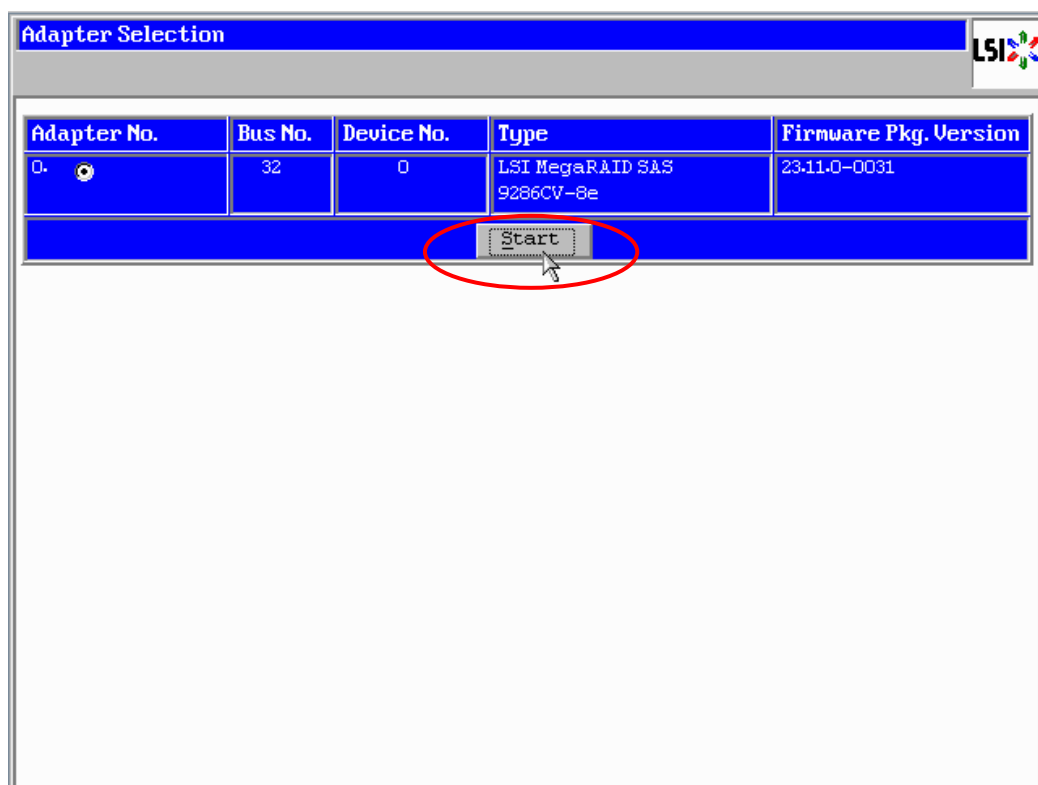 Adapter Selection
LSI
Adapter No. Bus No. Device No. Type Firmware Pkg. Version
0. 32 0 LSI MegaRAID SAS 23.11.0-0031
9286CV-8e
Start